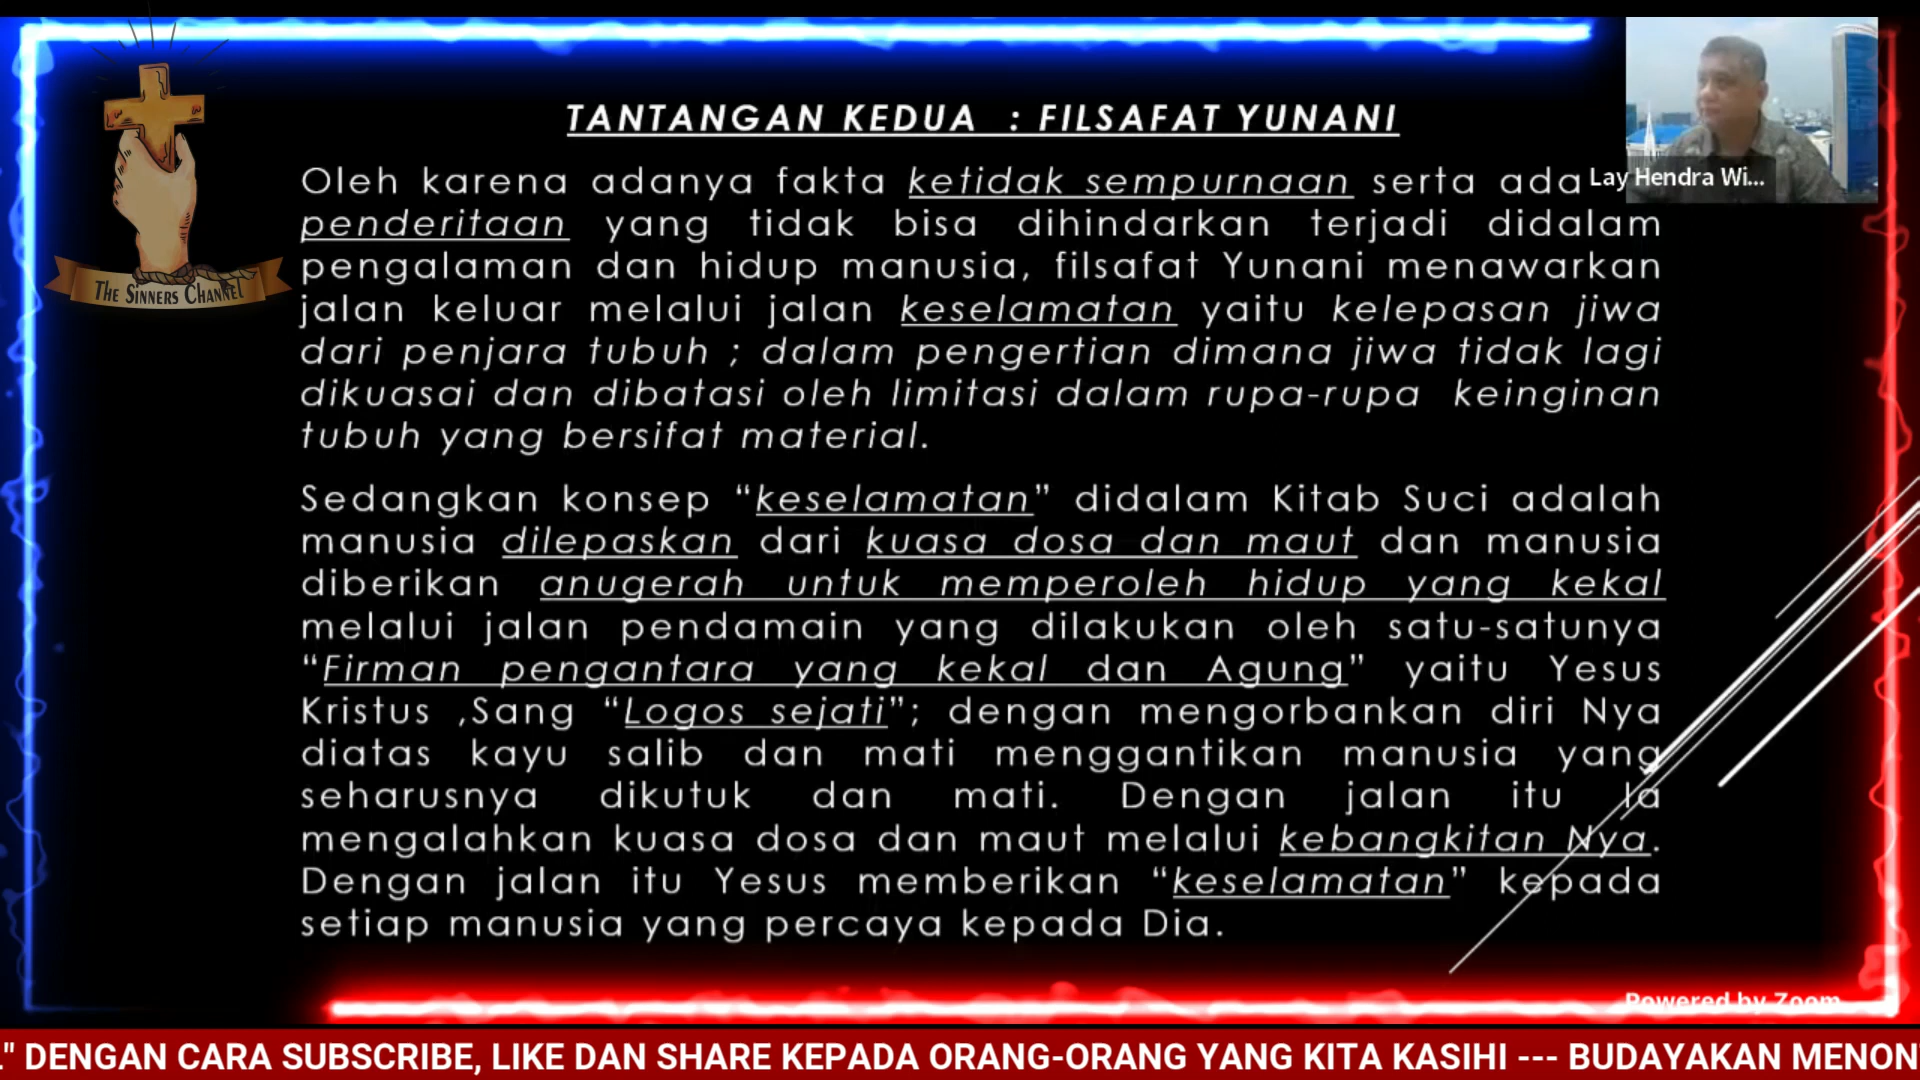 TANTANGAN KEDUA : FILSAFAT YUNANI
Oleh karena adanya fakta ketidak sempurnaan serta ada
penderitaan yang tidak bisa dihindarkan terjadi didalam
pengalaman dan hidup manusia, filsafat Yunani menawarkan
jalan keluar melalui jalan keselamatan yaitu kelepasan jiwa
dari penjara tubuh ; dalam pengertian dimana jiwa tidak lagi
dikuasai dan dibatasi oleh limitasi dalam rupa-rupa keinginan
tubuh yang bersifat material.
Sedangkan konsep “keselamatan” didalam Kitab Suci adalah
manusia dilepaskan dari kuasa dosa dan maut dan manusia
diberikan anugerah untuk memperoleh hidup yang kekal
melalui jalan pendamain yang dilakukan oleh satu-satunya
“Firman pengantara yang kekal dan Agung” yaitu Yesus
Kristus ,Sang “Logos sejati”; dengan mengorbankan diri Nya
diatas kayu salib dan mati menggantikan manusia yang
seharusnya dikutuk dan mati. Dengan jalan itu Ia
mengalahkan kuasa dosa dan maut melalui kebangkitan Nya.
Dengan jalan itu Yesus memberikan “keselamatan” kepada
setiap manusia yang percaya kepada Dia.
Lay Hendra Wi...
THE SINNERS CHANNEL
Powered by Zoom
." DENGAN CARA SUBSCRIBE, LIKE DAN SHARE KEPADA ORANG-ORANG YANG KITA KASIHI --- BUDAYAKAN MENON